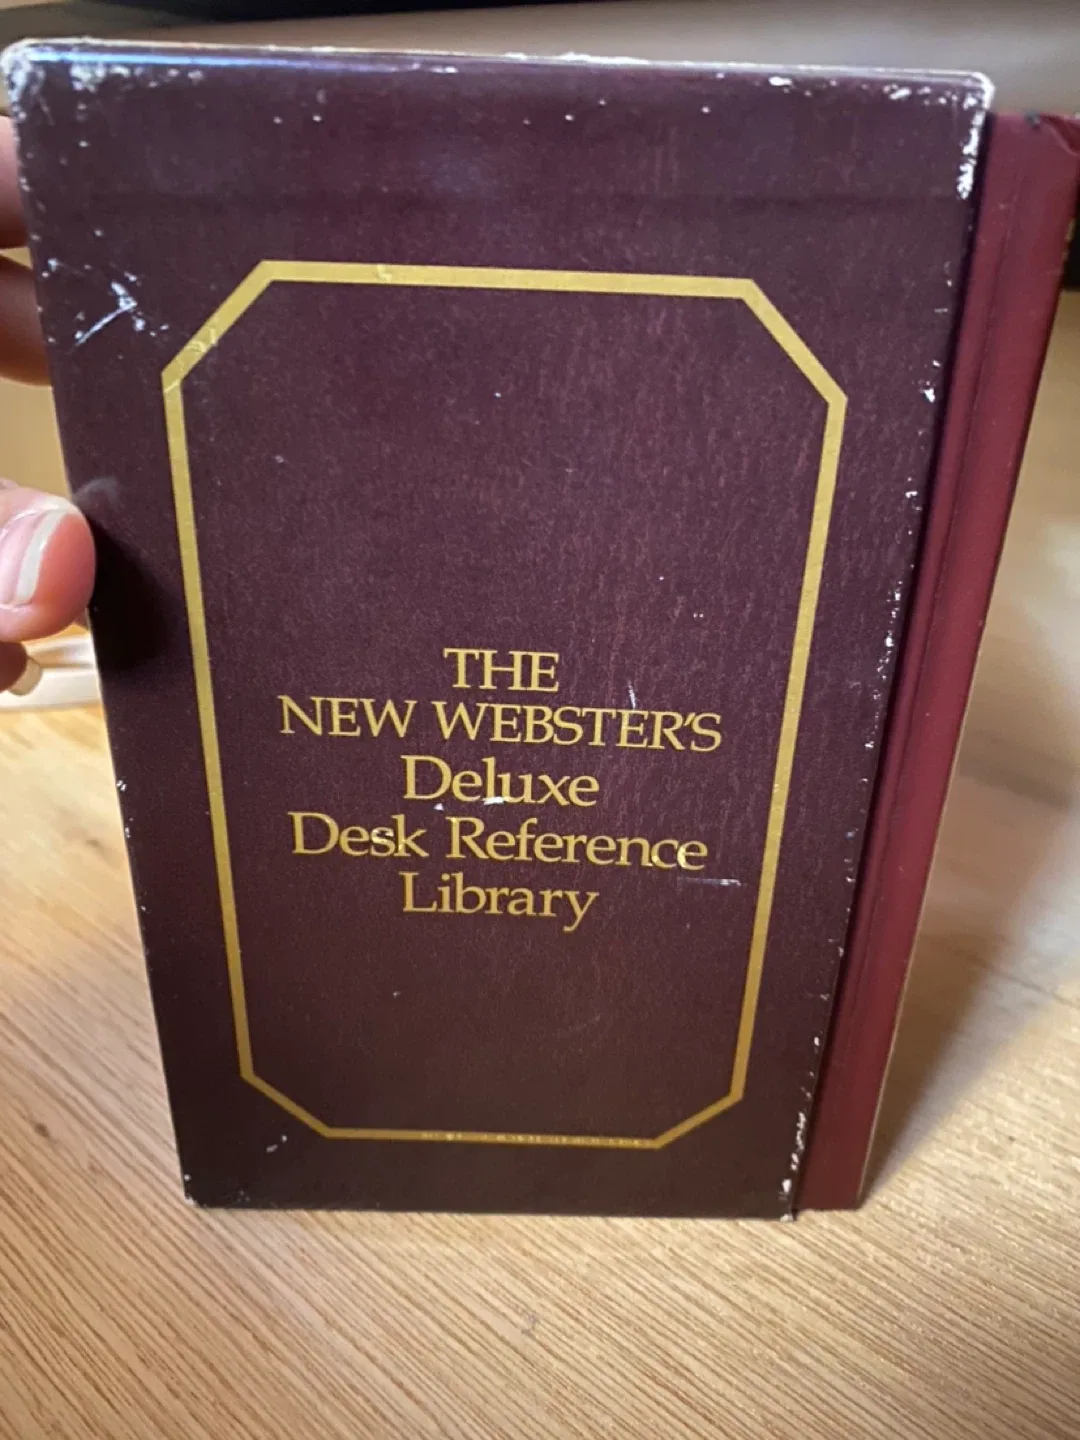 THE
NEW WEBSTER'S
Deluxe
Desk Reference
Library